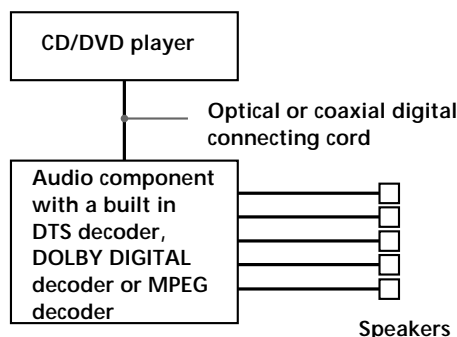 CD/DVD player
Optical or coaxial digital
connecting cord
Audio component
with a built in
DTS decoder,
DOLBY DIGITAL
decoder or MPEG
decoder
Speakers